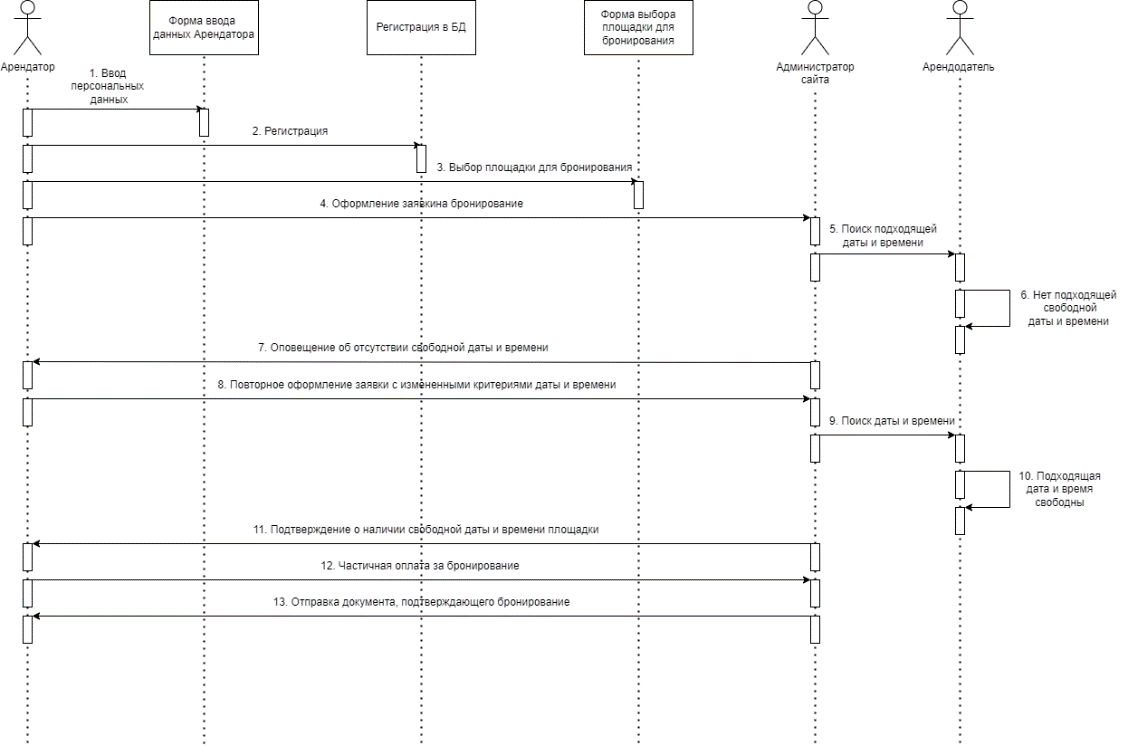 Форма ввода
данных Арендатора
Регистрация в БД
Форма выбора
площадки для
бронирования
Арендатор
Администратор
сайта
Арендодатель
1. Ввод
персональных
данных
2. Регистрация
3. Выбор площадки для бронирования
4. Оформление заявкина бронирование
5. Поиск подходящей
даты и времени
6. Нет подходящей
свободной
даты и времени
7. Оповещение об отсутствии свободной даты и времени
8. Повторное оформление заявки с измененными критериями даты и времени
9. Поиск даты и времени
10. Подходящая
дата и время
свободны
11. Подтверждение о наличии свободной даты и времени площадки
12. Частичная оплата за бронирование
13. Отправка документа, подтверждающего бронирование